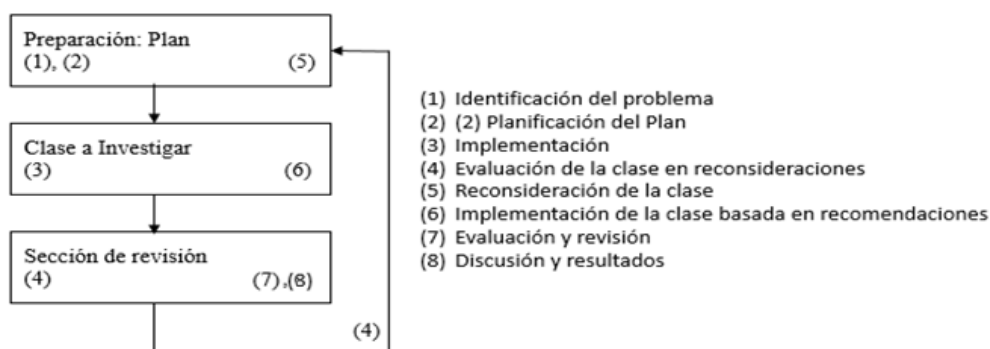 Preparación: Plan
(1), (2) (5)
Clase a Investigar
(3) (6)
Sección de revisión
(4) (7),(8)
(4)
(1) Identificación del problema
(2) (2) Planificación del Plan
(3) Implementación
(4) Evaluación de la clase en reconsideraciones
(5) Reconsideración de la clase
(6) Implementación de la clase basada en recomendaciones
(7) Evaluación y revisión
(8) Discusión y resultados